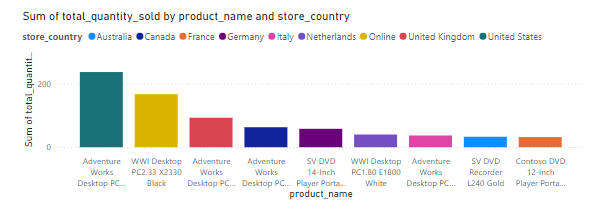 Sum of total_quantity_sold by product_name and store_country
store_country Australia Canada France Germany Italy Netherlands Online United Kingdom United States
Sum of total_quantit...
200
0
Adventure Works Desktop PC...
WWI Desktop PC2.33 X2330 Black
Adventure Works Desktop PC...
Adventure Works Desktop PC...
SV DVD 14-Inch Player Porta...
WWI Desktop PC1.80 E1800 White
Adventure Works Desktop PC...
SV DVD Recorder L240 Gold
Contoso DVD 12-Inch Player Porta...
product_name